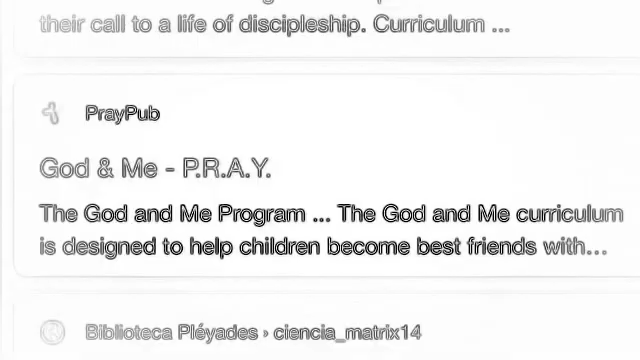 their call to a life of discipleship. Curriculum ...
PrayPub
God & Me - P.R.A.Y.
The God and Me Program ... The God and Me curriculum
is designed to help children become best friends with...
Biblioteca Pléyades › ciencia_matrix14